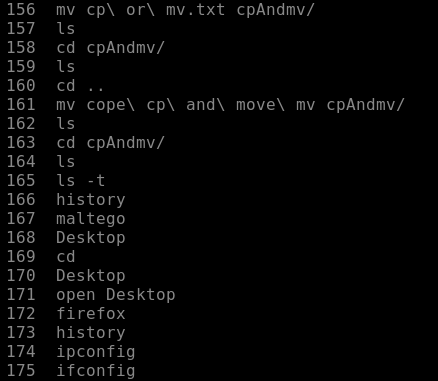 156  mv cp\ or\ mv.txt cpAndmv/
157  ls
158  cd cpAndmv/
159  ls
160  cd ..
161  mv cope\ cp\ and\ move\ mv cpAndmv/
162  ls
163  cd cpAndmv/
164  ls
165  ls -t
166  history
167  maltego
168  Desktop
169  cd
170  Desktop
171  open Desktop
172  firefox
173  history
174  ipconfig
175  ifconfig